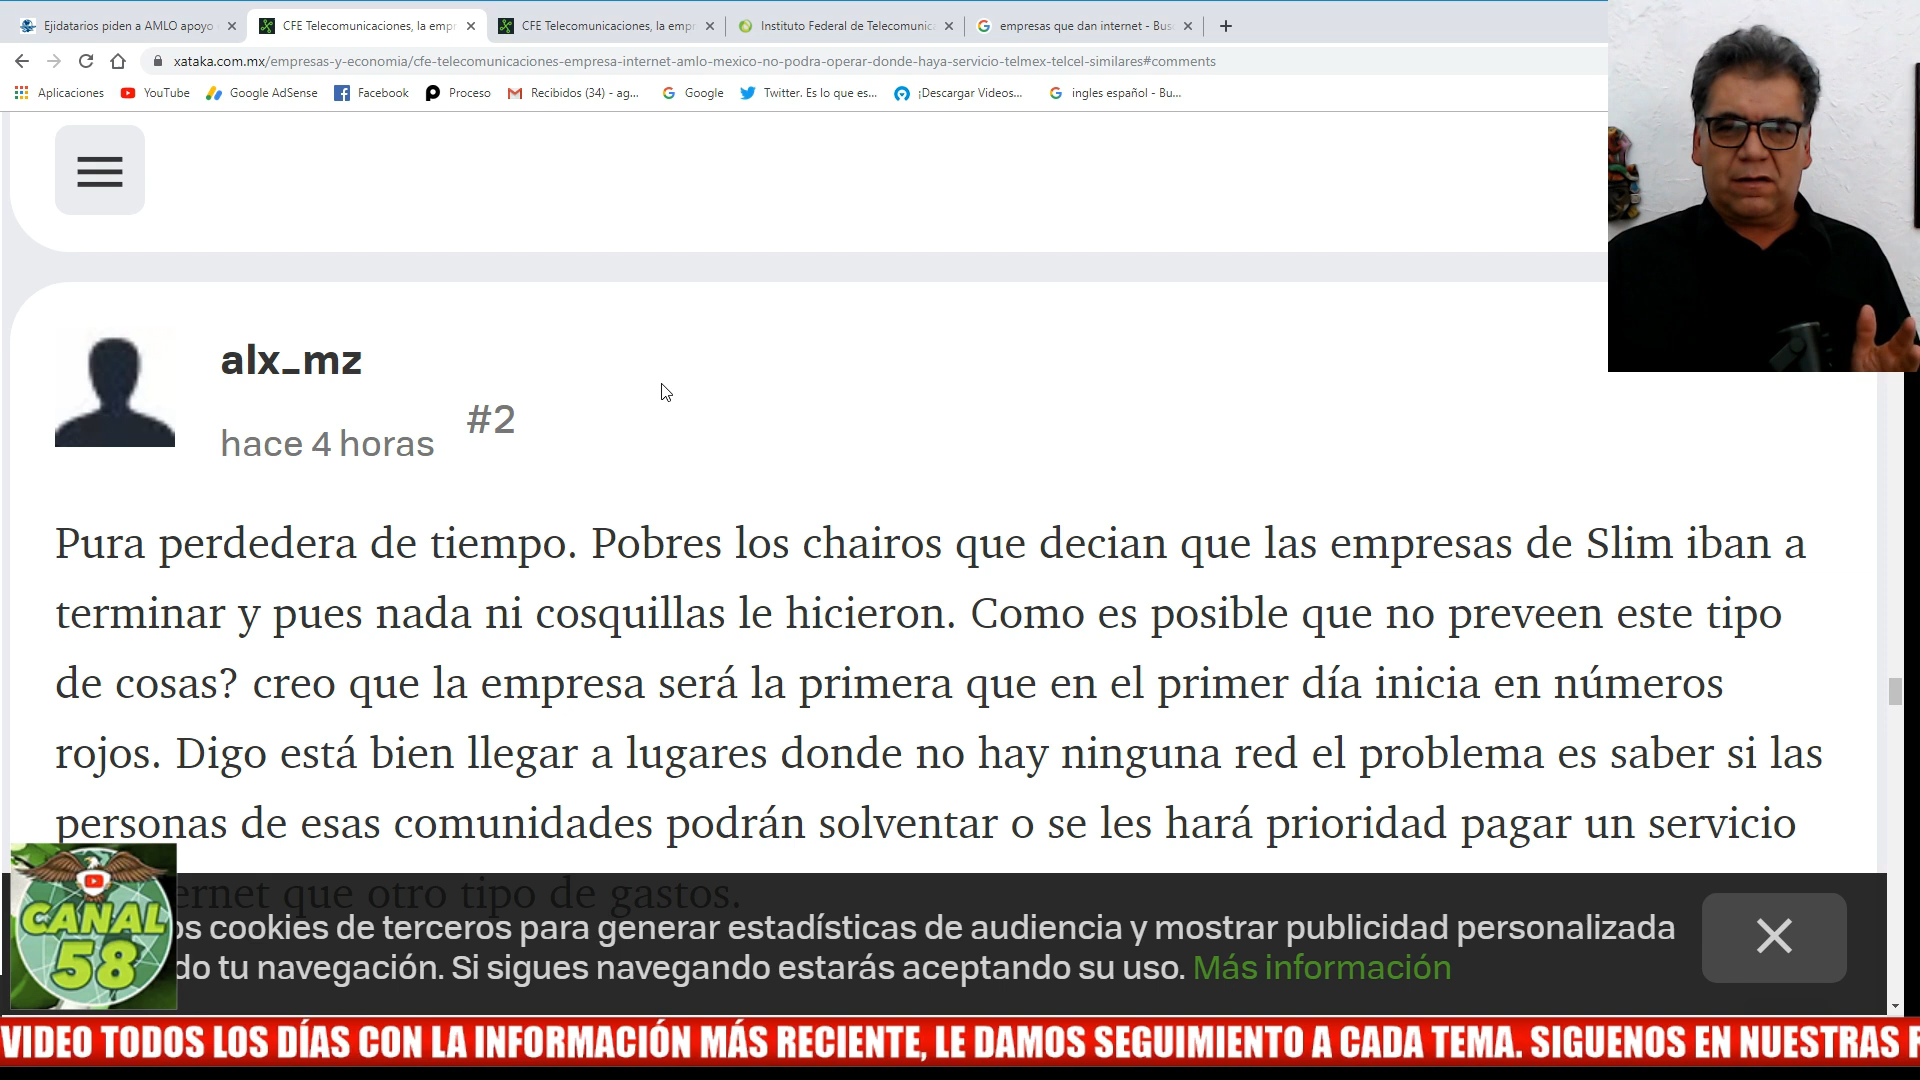 Ejidatarios piden a AMLO apoyo
CFE Telecomunicaciones, la empr
CFE Telecomunicaciones, la empr
Instituto Federal de Telecomunica
empresas que dan internet - Bus
xataka.com.mx/empresas-y-economia/cfe-telecomunicaciones-empresa-internet-amlo-mexico-no-podra-operar-donde-haya-servicio-telmex-telcel-similares#comments
Aplicaciones
YouTube
Google AdSense
Facebook
Proceso
Recibidos (34) - ag...
Google
Twitter. Es lo que es...
¡Descargar Videos...
ingles español - Bu...
alx_mz
#2
hace 4 horas
Pura perdedera de tiempo. Pobres los chairos que decian que las empresas de Slim iban a
terminar y pues nada ni cosquillas le hicieron. Como es posible que no preveen este tipo
de cosas? creo que la empresa será la primera que en el primer día inicia en números
rojos. Digo está bien llegar a lugares donde no hay ninguna red el problema es saber si las
personas de esas comunidades podrán solventar o se les hará prioridad pagar un servicio
ernet que otro tipo de gastos.
os cookies de terceros para generar estadísticas de audiencia y mostrar publicidad personalizada
do tu navegación. Si sigues navegando estarás aceptando su uso. Más información
CANAL
58
VIDEO TODOS LOS DÍAS CON LA INFORMACIÓN MÁS RECIENTE, LE DAMOS SEGUIMIENTO A CADA TEMA. SIGUENOS EN NUESTRAS